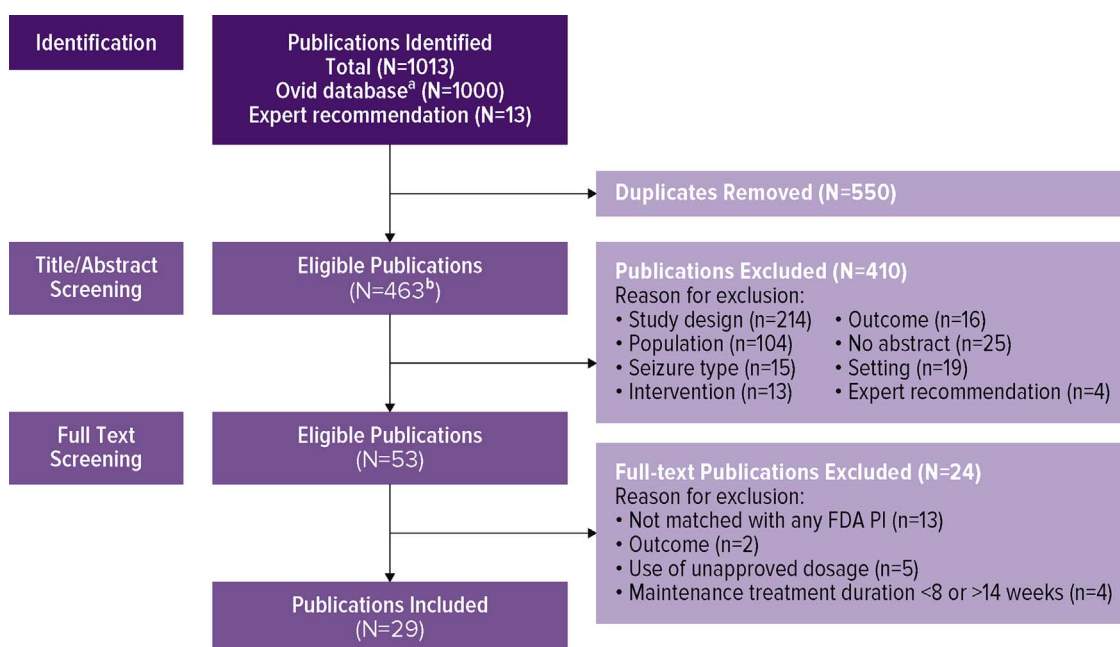 Identification
Publications Identified
Total (N=1013)
Ovid databaseᵃ (N=1000)
Expert recommendation (N=13)
Duplicates Removed (N=550)
Title/Abstract
Screening
Eligible Publications
(N=463ᵇ)
Publications Excluded (N=410)
Reason for exclusion:
• Study design (n=214) • Outcome (n=16)
• Population (n=104) • No abstract (n=25)
• Seizure type (n=15) • Setting (n=19)
• Intervention (n=13) • Expert recommendation (n=4)
Full Text
Screening
Eligible Publications
(N=53)
Full-text Publications Excluded (N=24)
Reason for exclusion:
• Not matched with any FDA PI (n=13)
• Outcome (n=2)
• Use of unapproved dosage (n=5)
• Maintenance treatment duration <8 or >14 weeks (n=4)
Publications Included
(N=29)